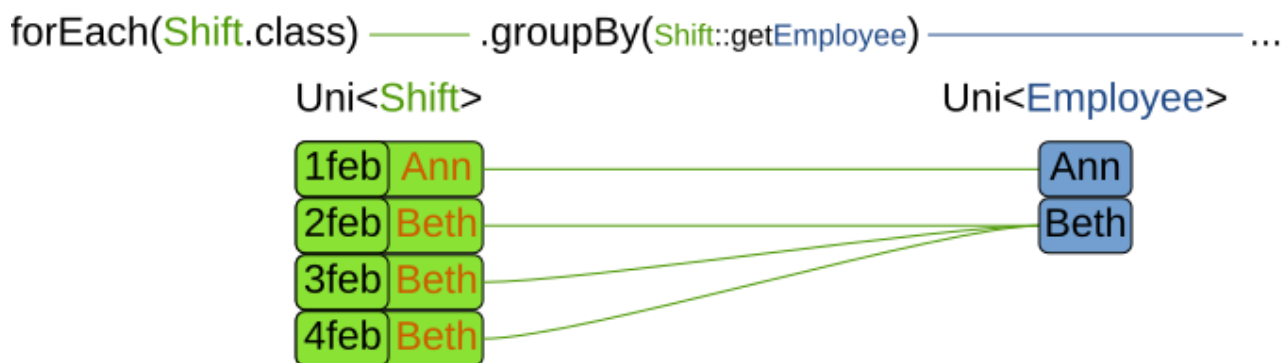 forEach(Shift.class) .groupBy(Shift::getEmployee) ...
Uni<Shift> Uni<Employee>
1feb Ann Ann
2feb Beth Beth
3feb Beth
4feb Beth